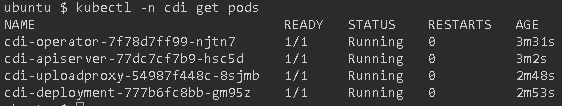 ubuntu $ kubectl -n cdi get pods
NAME READY STATUS RESTARTS AGE
cdi-operator-7f78d7ff99-njtn7 1/1 Running 0 3m31s
cdi-apiserver-77dc7cf7b9-hsc5d 1/1 Running 0 3m2s
cdi-uploadproxy-54987f448c-8sjmb 1/1 Running 0 2m48s
cdi-deployment-777b6fc8bb-gm95z 1/1 Running 0 2m53s
ubuntu $